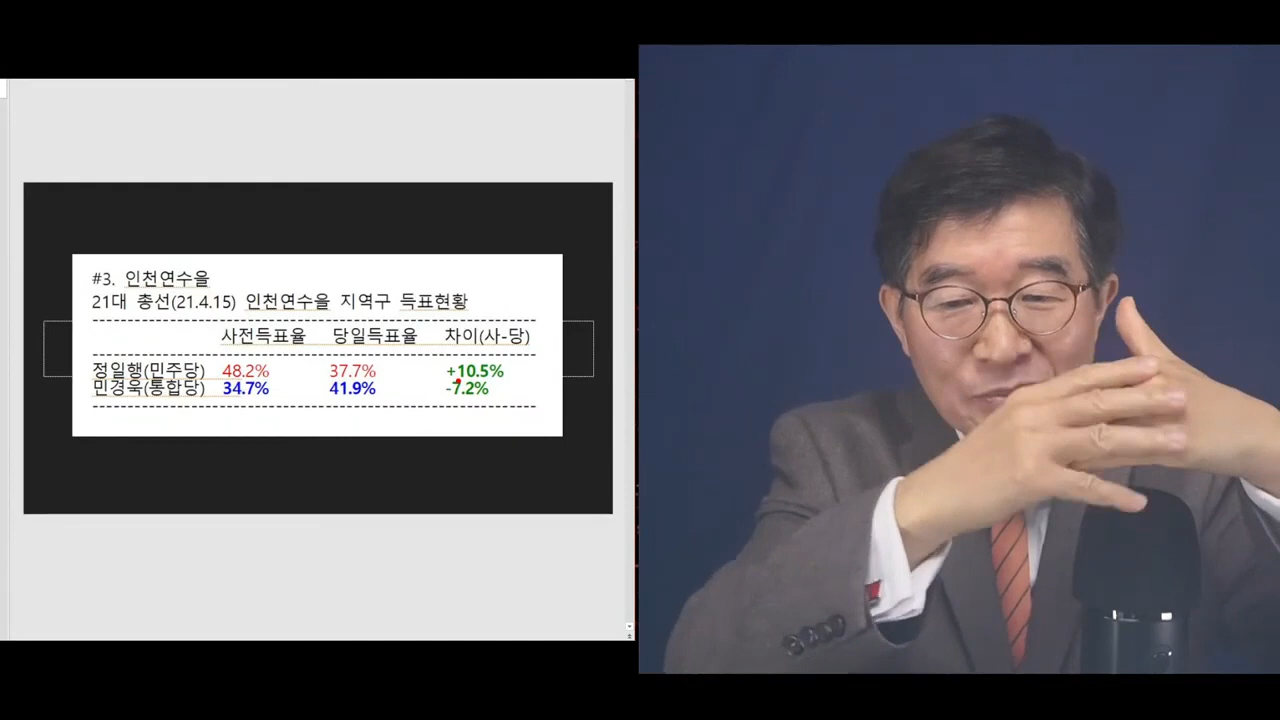 #3. 인천연수을
21대 총선(21.4.15) 인천연수을 지역구 득표현황
사전득표율 당일득표율 차이(사-당)
정일행(민주당) 48.2% 37.7% +10.5%
민경욱(통합당) 34.7% 41.9% -7.2%